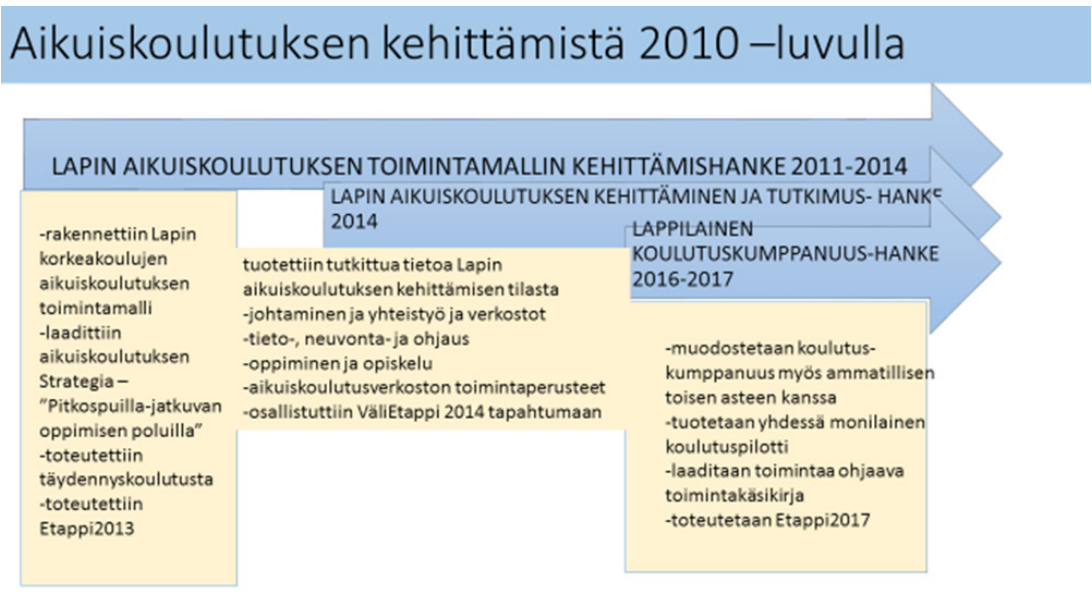 Aikuiskoulutuksen kehittämistä 2010 –luvulla
LAPIN AIKUISKOULUTUKSEN TOIMINTAMALLIN KEHITTÄMISHANKE 2011-2014
LAPIN AIKUISKOULUTUKSEN KEHITTÄMINEN JA TUTKIMUS- HANKE
2014
LAPPILAINEN
KOULUTUSKUMPPANUUS-HANKE
2016-2017
-rakennettiin Lapin
korkeakoulujen
aikuiskoulutuksen
toimintamalli
-laadittiin
aikuiskoulutuksen
Strategia –
”Pitkospuilla-jatkuvan
oppimisen poluilla”
-toteutettiin
täydennyskoulutusta
-toteutettiin
Etappi2013
tuotettiin tutkittua tietoa Lapin
aikuiskoulutuksen kehittämisen tilasta
-johtaminen ja yhteistyö ja verkostot
-tieto-, neuvonta- ja ohjaus
-oppiminen ja opiskelu
-aikuiskoulutusverkoston toimintaperusteet
-osallistuttiin VäliEtappi 2014 tapahtumaan
-muodostetaan koulutus-
kumppanuus myös ammatillisen
toisen asteen kanssa
-tuotetaan yhdessä monilainen
koulutuspilotti
-laaditaan toimintaa ohjaava
toimintakäsikirja
-toteutetaan Etappi2017